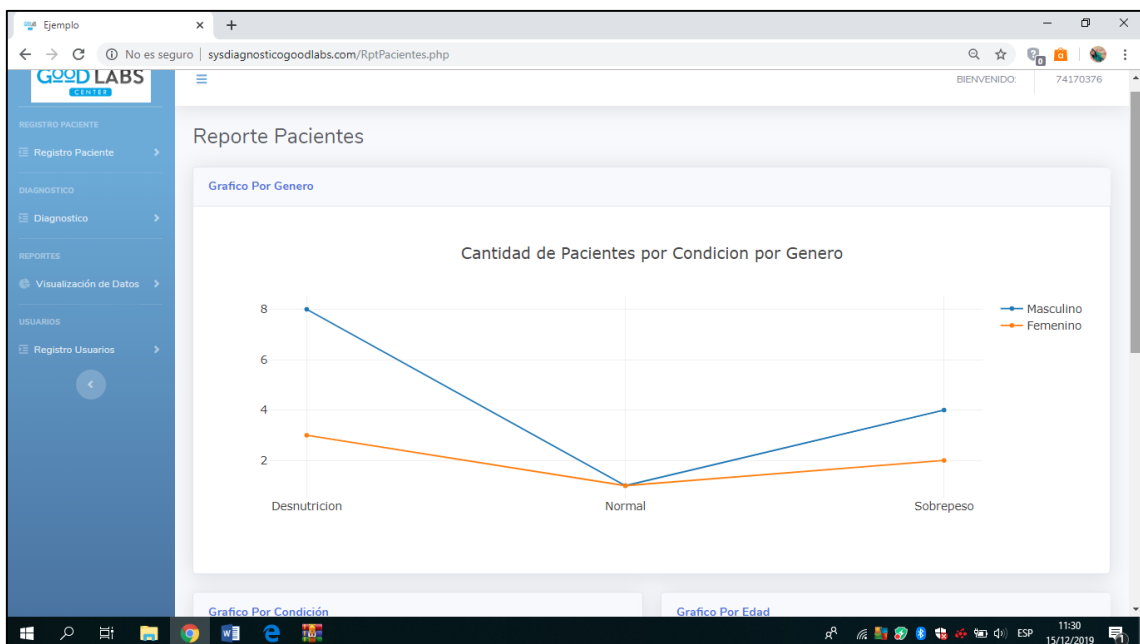 Ejemplo
No es seguro | sysdiagnosticogoodlabs.com/RptPacientes.php
GOOD LABS
CENTER
BIENVENIDO:
74170376
REGISTRO PACIENTE
Registro Paciente
DIAGNOSTICO
Diagnostico
REPORTES
Visualización de Datos
USUARIOS
Registro Usuarios
Reporte Pacientes
Grafico Por Genero
Cantidad de Pacientes por Condicion por Genero
8
6
4
2
Desnutricion
Normal
Sobrepeso
Masculino
Femenino
Grafico Por Condición
Grafico Por Edad
ESP
11:30
15/12/2019